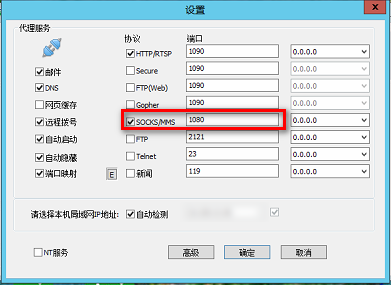 设置
x
代理服务
协议
端口
HTTP/RTSP 1090 0.0.0.0
邮件 Secure 1090 0.0.0.0
DNS FTP(Web) 1090 0.0.0.0
网页缓存 Gopher 1090 0.0.0.0
远程拨号 SOCKS/MMS 1080 0.0.0.0
自动启动 FTP 2121 0.0.0.0
自动隐藏 Telnet 23 0.0.0.0
端口映射 E 新闻 119 0.0.0.0
请选择本机局域网IP地址: 自动检测
NT服务 高级 确定 取消